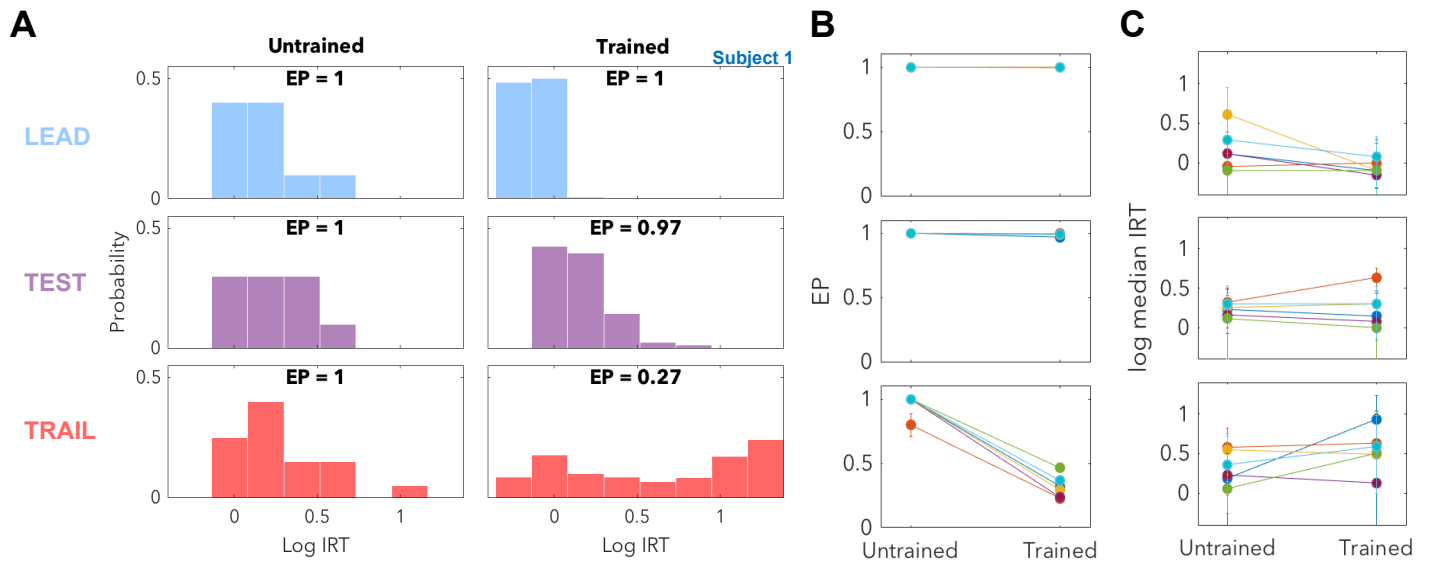 A
B
C
Untrained
Trained
Subject 1
LEAD
TEST
TRAIL
Probability
0.5
0
EP = 1
EP = 1
0.5
0
EP = 1
EP = 0.97
0.5
0
EP = 1
EP = 0.27
0 0.5 1
0 0.5 1
Log IRT
Log IRT
EP
1
0.5
0
1
0.5
0
1
0.5
0
Untrained Trained
log median IRT
1
0.5
0
1
0.5
0
1
0.5
0
Untrained Trained